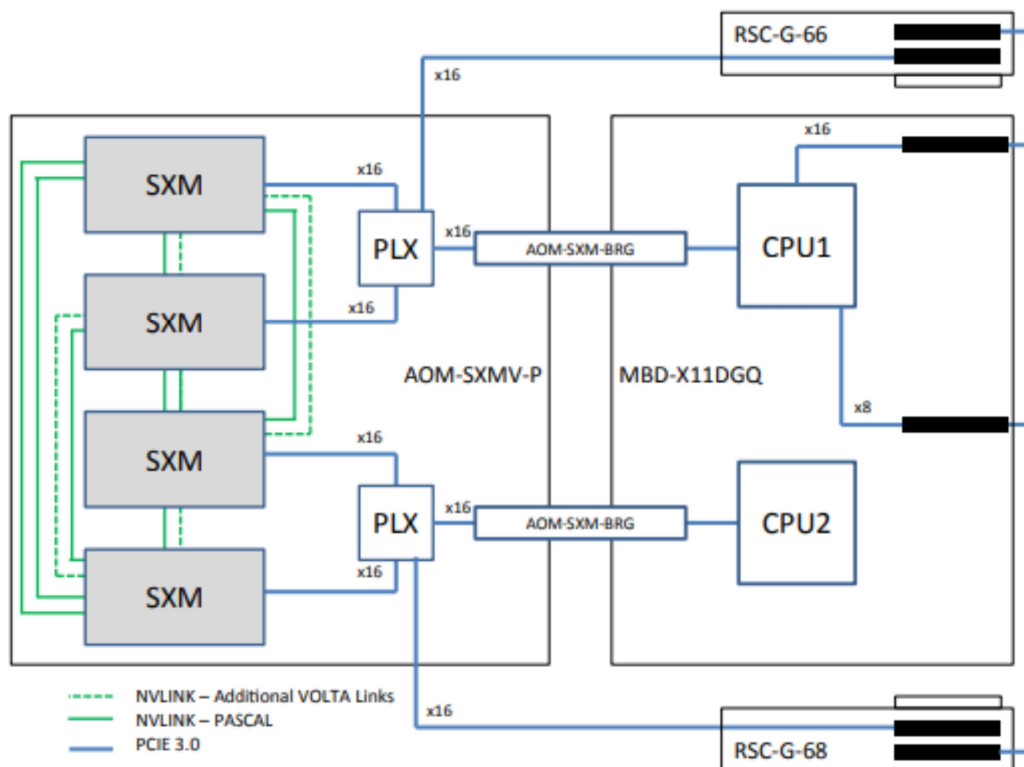 RSC-G-66
x16
x16
SXM
x16
PLX
x16
AOM-SXM-BRG
CPU1
x16
SXM
AOM-SXMV-P
MBD-X11DGQ
x8
x16
SXM
PLX
x16
AOM-SXM-BRG
CPU2
x16
SXM
NVLINK – Additional VOLTA Links
NVLINK – PASCAL
PCIE 3.0
x16
RSC-G-68